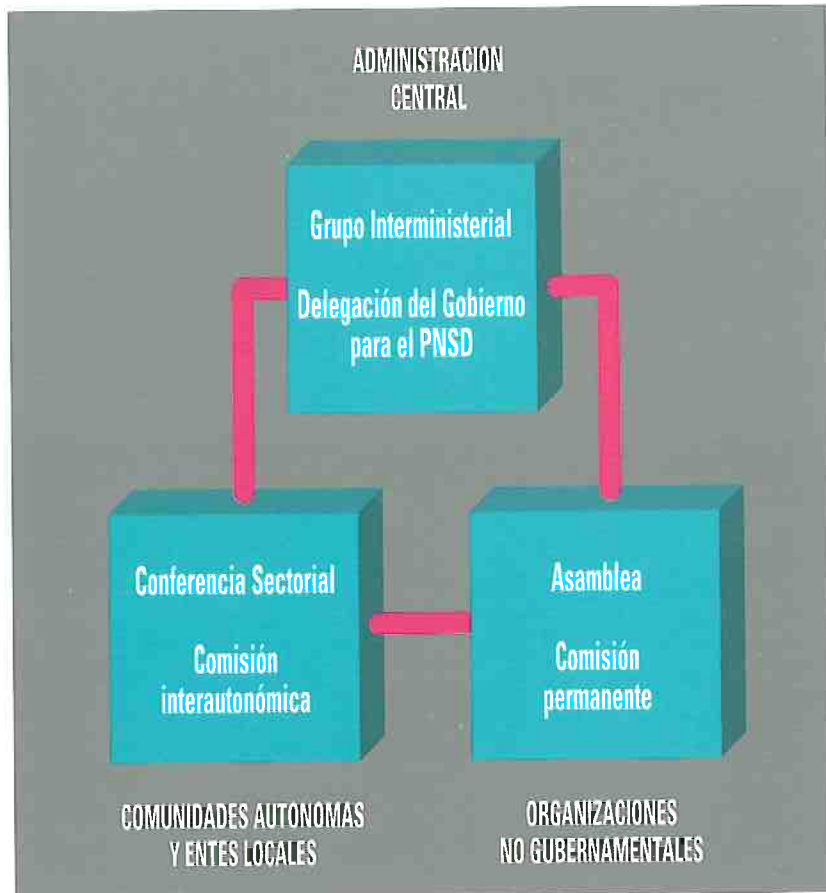 ADMINISTRACION
CENTRAL
Grupo Interministerial
Delegación del Gobierno
para el PNSD
Conferencia Sectorial
Comisión
interautonómica
Asamblea
Comisión
permanente
COMUNIDADES AUTONOMAS
Y ENTES LOCALES
ORGANIZACIONES
NO GUBERNAMENTALES